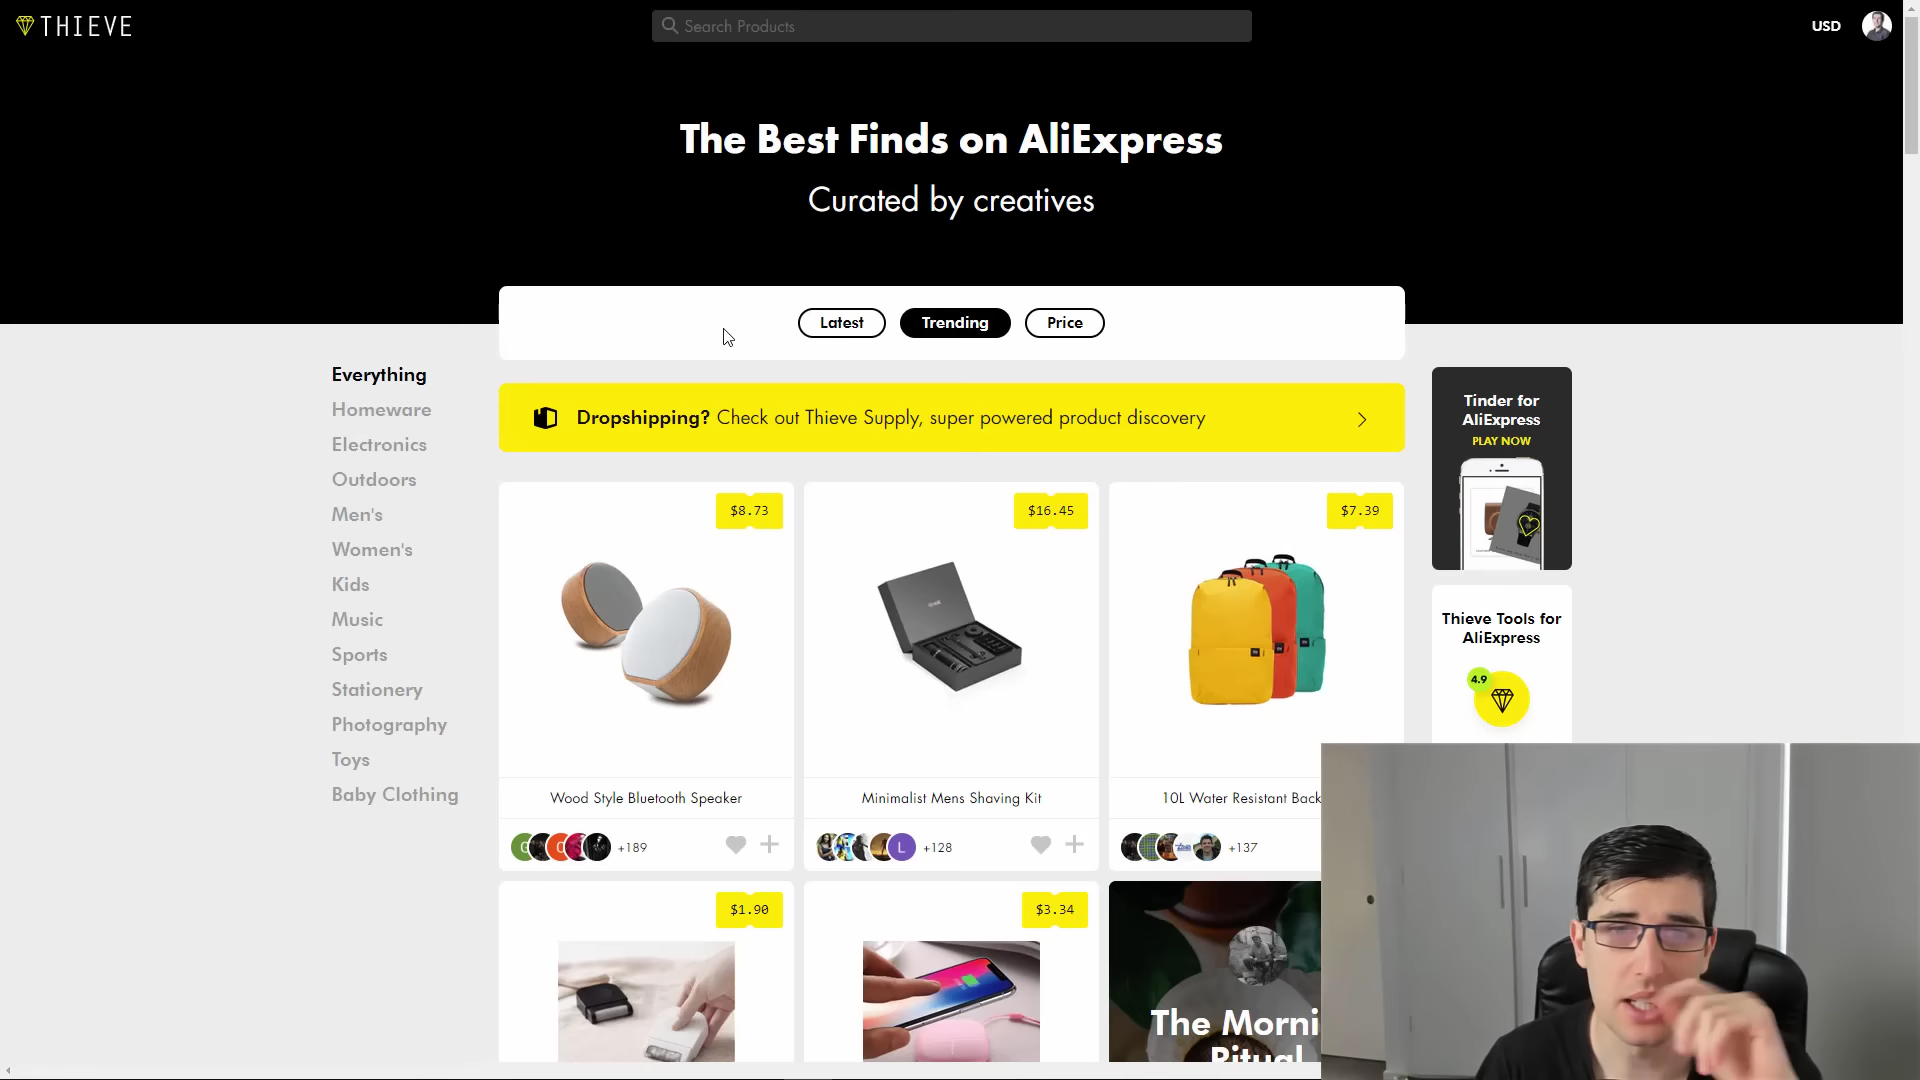 THIEVE
Search Products
USD
The Best Finds on AliExpress
Curated by creatives
Latest
Trending
Price
Everything
Homeware
Electronics
Outdoors
Men's
Women's
Kids
Music
Sports
Stationery
Photography
Toys
Baby Clothing
Dropshipping? Check out Thieve Supply, super powered product discovery
$8.73
Wood Style Bluetooth Speaker
+189
$16.45
Minimalist Mens Shaving Kit
L
+128
$7.39
10L Water Resistant Back
+137
$1.90
$3.34
The Morni
Ritual
Tinder for
AliExpress
PLAY NOW
Thieve Tools for
AliExpress
4.9